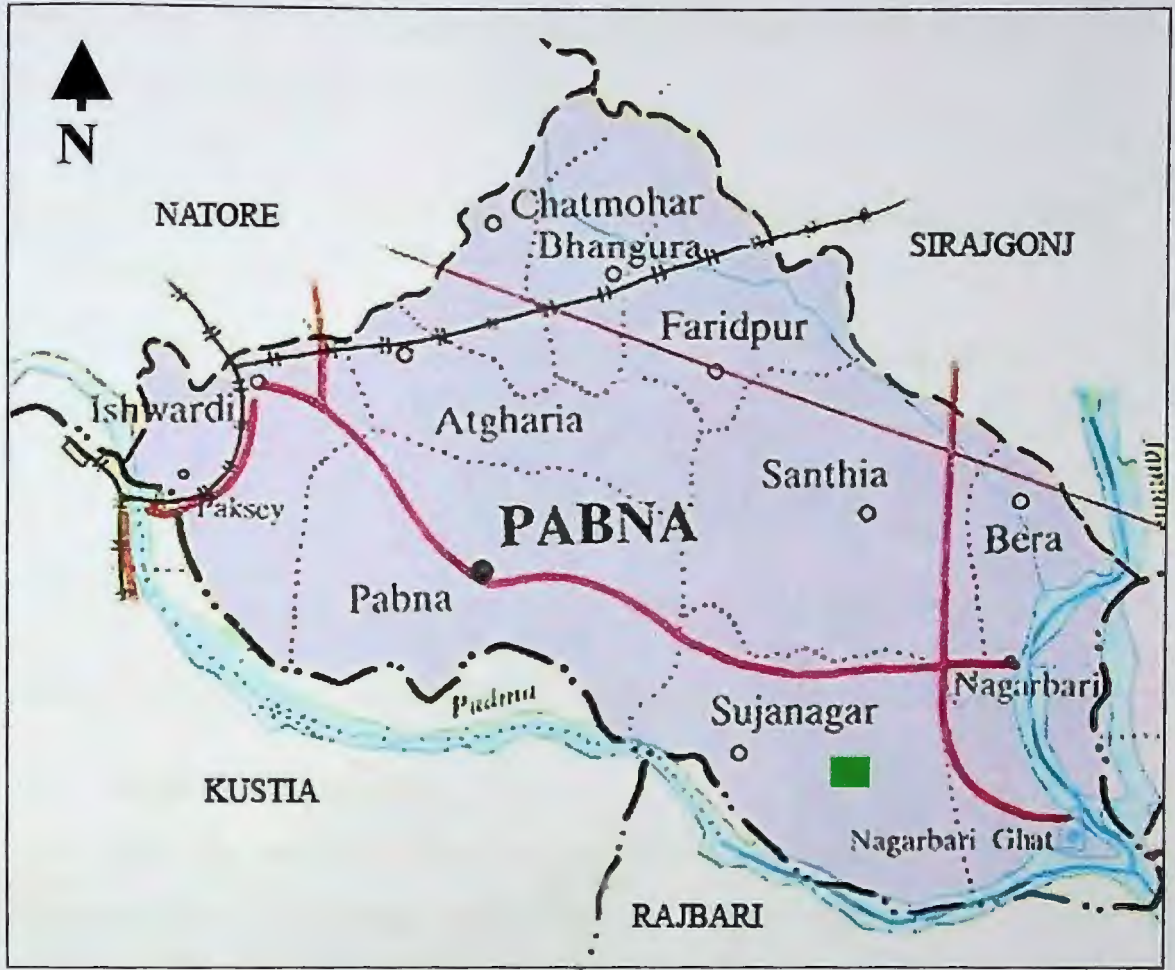 N
NATORE
Chatmohar
Bhangura
SIRAJGONJ
Faridpur
Ishwardi
Atgharia
Santhia
Paksey
PABNA
Bera
Pabna
Nagarbari
Padma
Sujanagar
KUSTIA
Nagarbari Ghat
RAJBARI